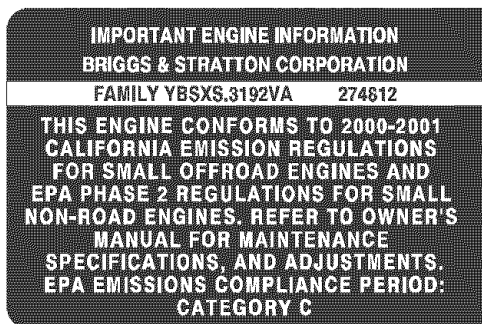 IMPORTANT ENGINE INFORMATION
BRIGGS & STRATTON CORPORATION
FAMILY YBSXS.3192VA 274812
THIS ENGINE CONFORMS TO 2000-2001
CALIFORNIA EMISSION REGULATIONS
FOR SMALL OFFROAD ENGINES AND
EPA PHASE 2 REGULATIONS FOR SMALL
NON-ROAD ENGINES. REFER TO OWNER'S
MANUAL FOR MAINTENANCE
SPECIFICATIONS, AND ADJUSTMENTS.
EPA EMISSIONS COMPLIANCE PERIOD:
CATEGORY C